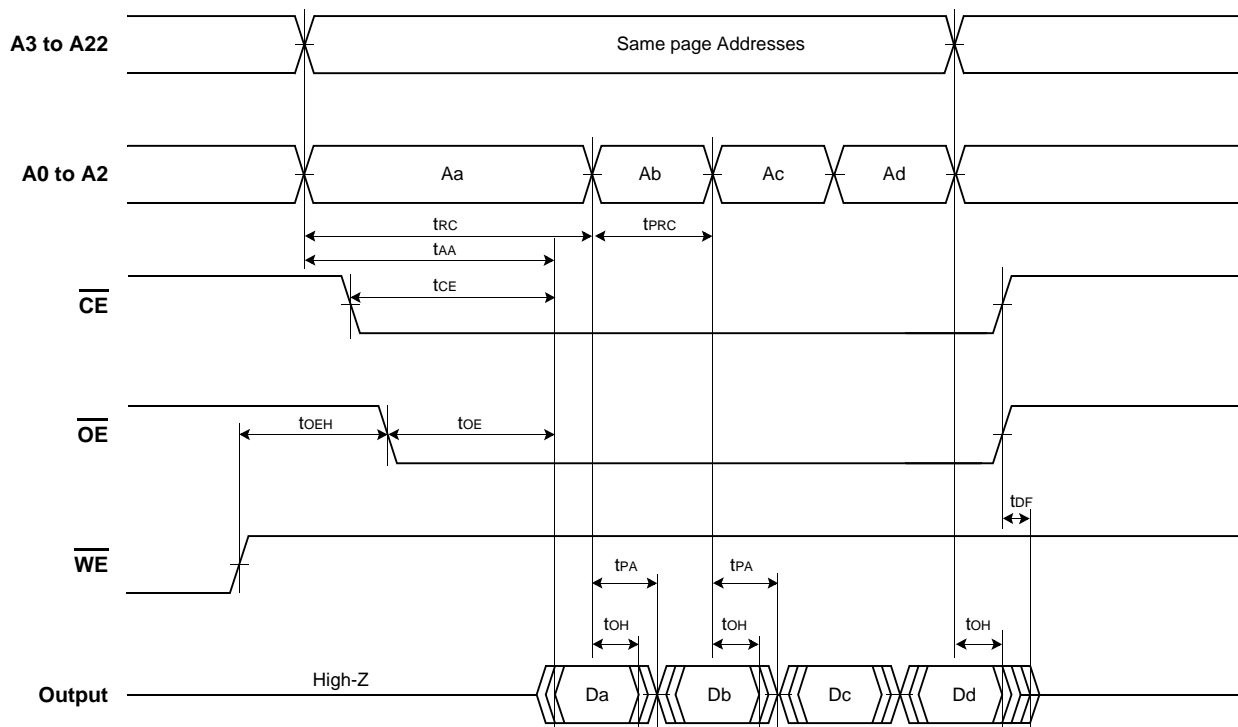 A3 to A22
Same page Addresses
A0 to A2
Aa
Ab
Ac
Ad
tRC
tPRC
tAA
CE
tCE
OE
tOEH
tOE
tDF
WE
tPA
tPA
tOH
tOH
tOH
Output
High-Z
Da
Db
Dc
Dd